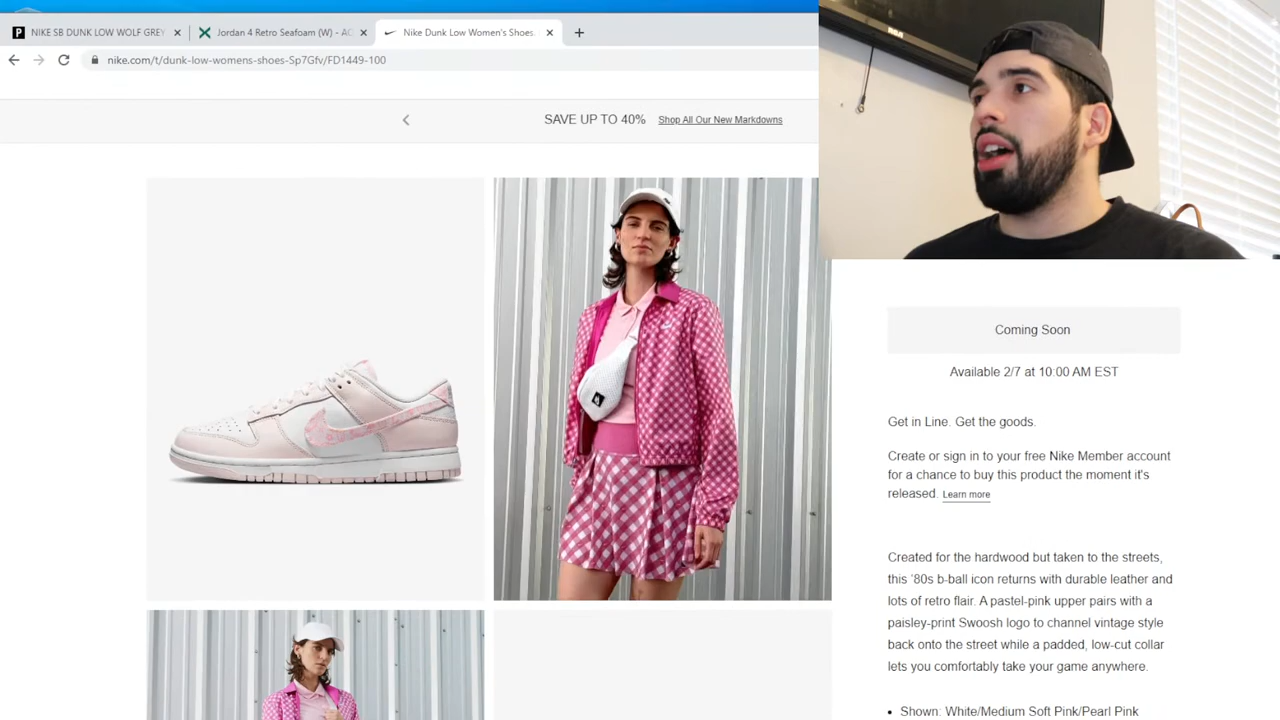 NIKE SB DUNK LOW WOLF GREY
Jordan 4 Retro Seafoam (W) - AQ
Nike Dunk Low Women's Shoes
nike.com/t/dunk-low-womens-shoes-Sp7Gfv/FD1449-100
SAVE UP TO 40% Shop All Our New Markdowns
RCA
Coming Soon
Available 2/7 at 10:00 AM EST
Get in Line. Get the goods.
Create or sign in to your free Nike Member account
for a chance to buy this product the moment it's
released. Learn more
Created for the hardwood but taken to the streets,
this '80s b-ball icon returns with durable leather and
lots of retro flair. A pastel-pink upper pairs with a
paisley-print Swoosh logo to channel vintage style
back onto the street while a padded, low-cut collar
lets you comfortably take your game anywhere.
• Shown: White/Medium Soft Pink/Pearl Pink